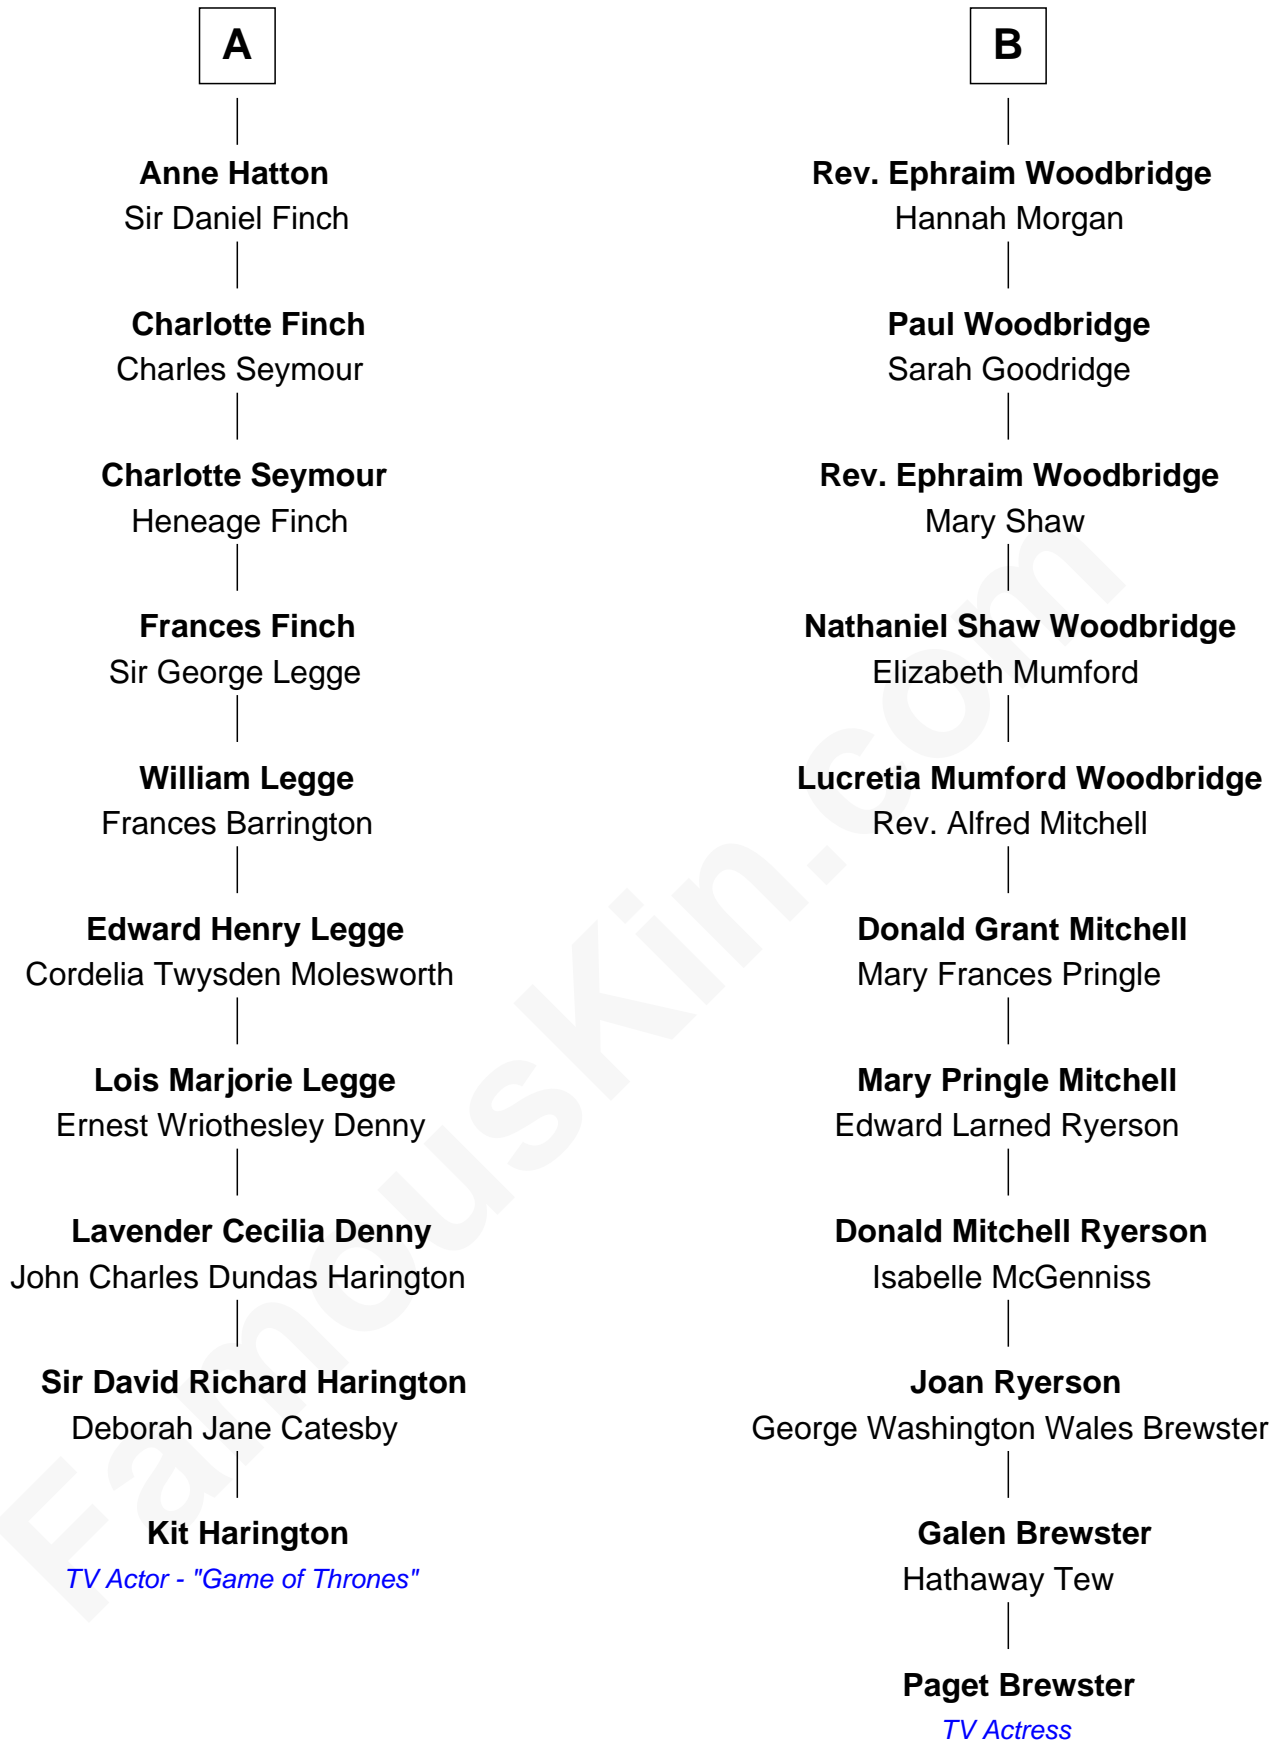 A
Anne Hatton
Sir Daniel Finch
Charlotte Finch
Charles Seymour
Charlotte Seymour
Heneage Finch
Frances Finch
Sir George Legge
William Legge
Frances Barrington
Edward Henry Legge
Cordelia Twysden Molesworth
Lois Marjorie Legge
Ernest Wriothesley Denny
Lavender Cecilia Denny
John Charles Dundas Harington
Sir David Richard Harington
Deborah Jane Catesby
Kit Harington
TV Actor - "Game of Thrones"
B
Rev. Ephraim Woodbridge
Hannah Morgan
Paul Woodbridge
Sarah Goodridge
Rev. Ephraim Woodbridge
Mary Shaw
Nathaniel Shaw Woodbridge
Elizabeth Mumford
Lucretia Mumford Woodbridge
Rev. Alfred Mitchell
Donald Grant Mitchell
Mary Frances Pringle
Mary Pringle Mitchell
Edward Larned Ryerson
Donald Mitchell Ryerson
Isabelle McGenniss
Joan Ryerson
George Washington Wales Brewster
Galen Brewster
Hathaway Tew
Paget Brewster
TV Actress
FamousKin.com